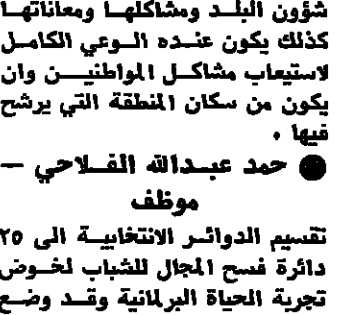 شؤون البلد ومشاكلها ومعاناتها
كذلك يكون عنده الوعي الكامل
لاستيعاب مشاكل المواطنين وان
يكون من سكان المنطقة التي يرشح
فيها .
● حمد عبدالله الفلاحي —
موظف
تقسيم الدوائر الانتخابية الى ٢٥
دائرة فسح المجال للشباب لخوض
تجربة الحياة البرلمانية وقد وضع